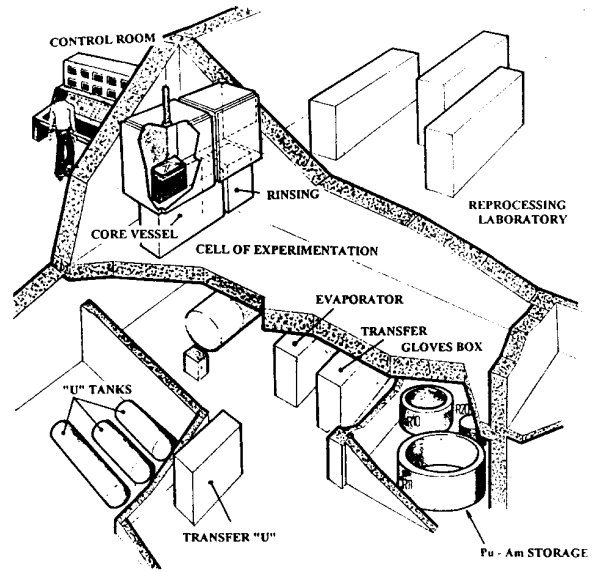 CONTROL ROOM
RINSING
REPROCESSING
LABORATORY
CORE VESSEL
CELL OF EXPERIMENTATION
EVAPORATOR
TRANSFER
GLOVES BOX
"U" TANKS
TRANSFER "U"
Pu - Am STORAGE